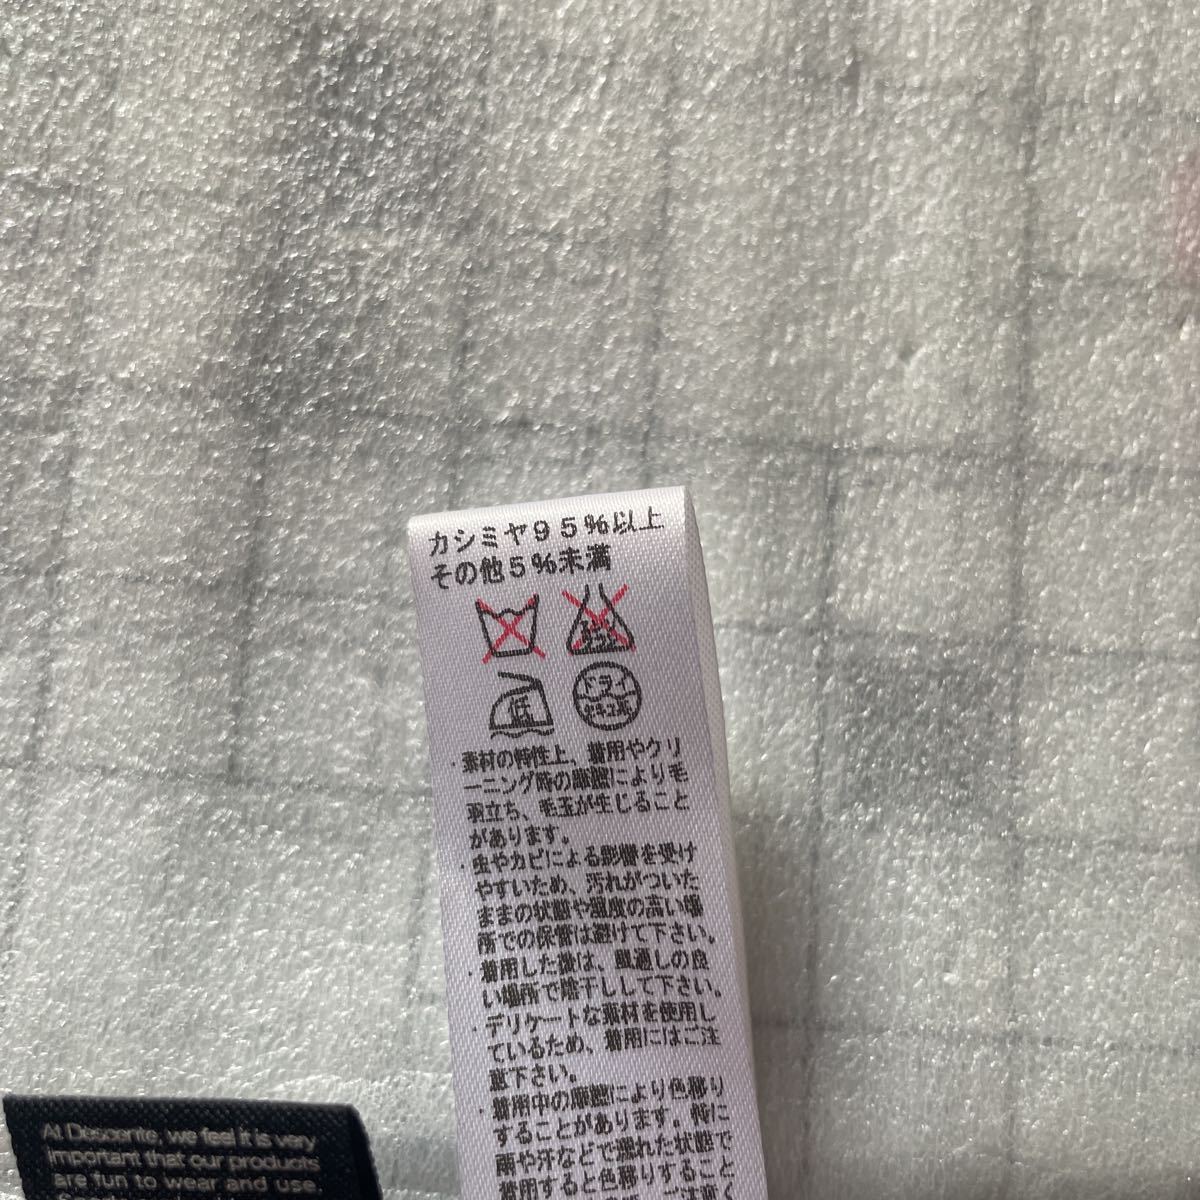 カシミヤ95%以上
その他5%未満
低
ドライ
セキユ系
・素材の特性上、着用やクリ
ーニング時の摩擦により毛
羽立ち、毛玉が生じること
があります。
・虫やカビによる影響を受け
やすいため、汚れがついた
ままの状態や湿度の高い場
所での保管は避けて下さい。
・着用した後は、風通しの良
い場所で陰干しして下さい。
・デリケートな素材を使用し
ているため、着用にはご注
意下さい。
・着用中の摩擦により色移り
することがあります。特に
雨や汗などで濡れた状態で
着用すると色移りすること
ご注意く
At Descente, we feel it is very
important that our products
are fun to wear and use.